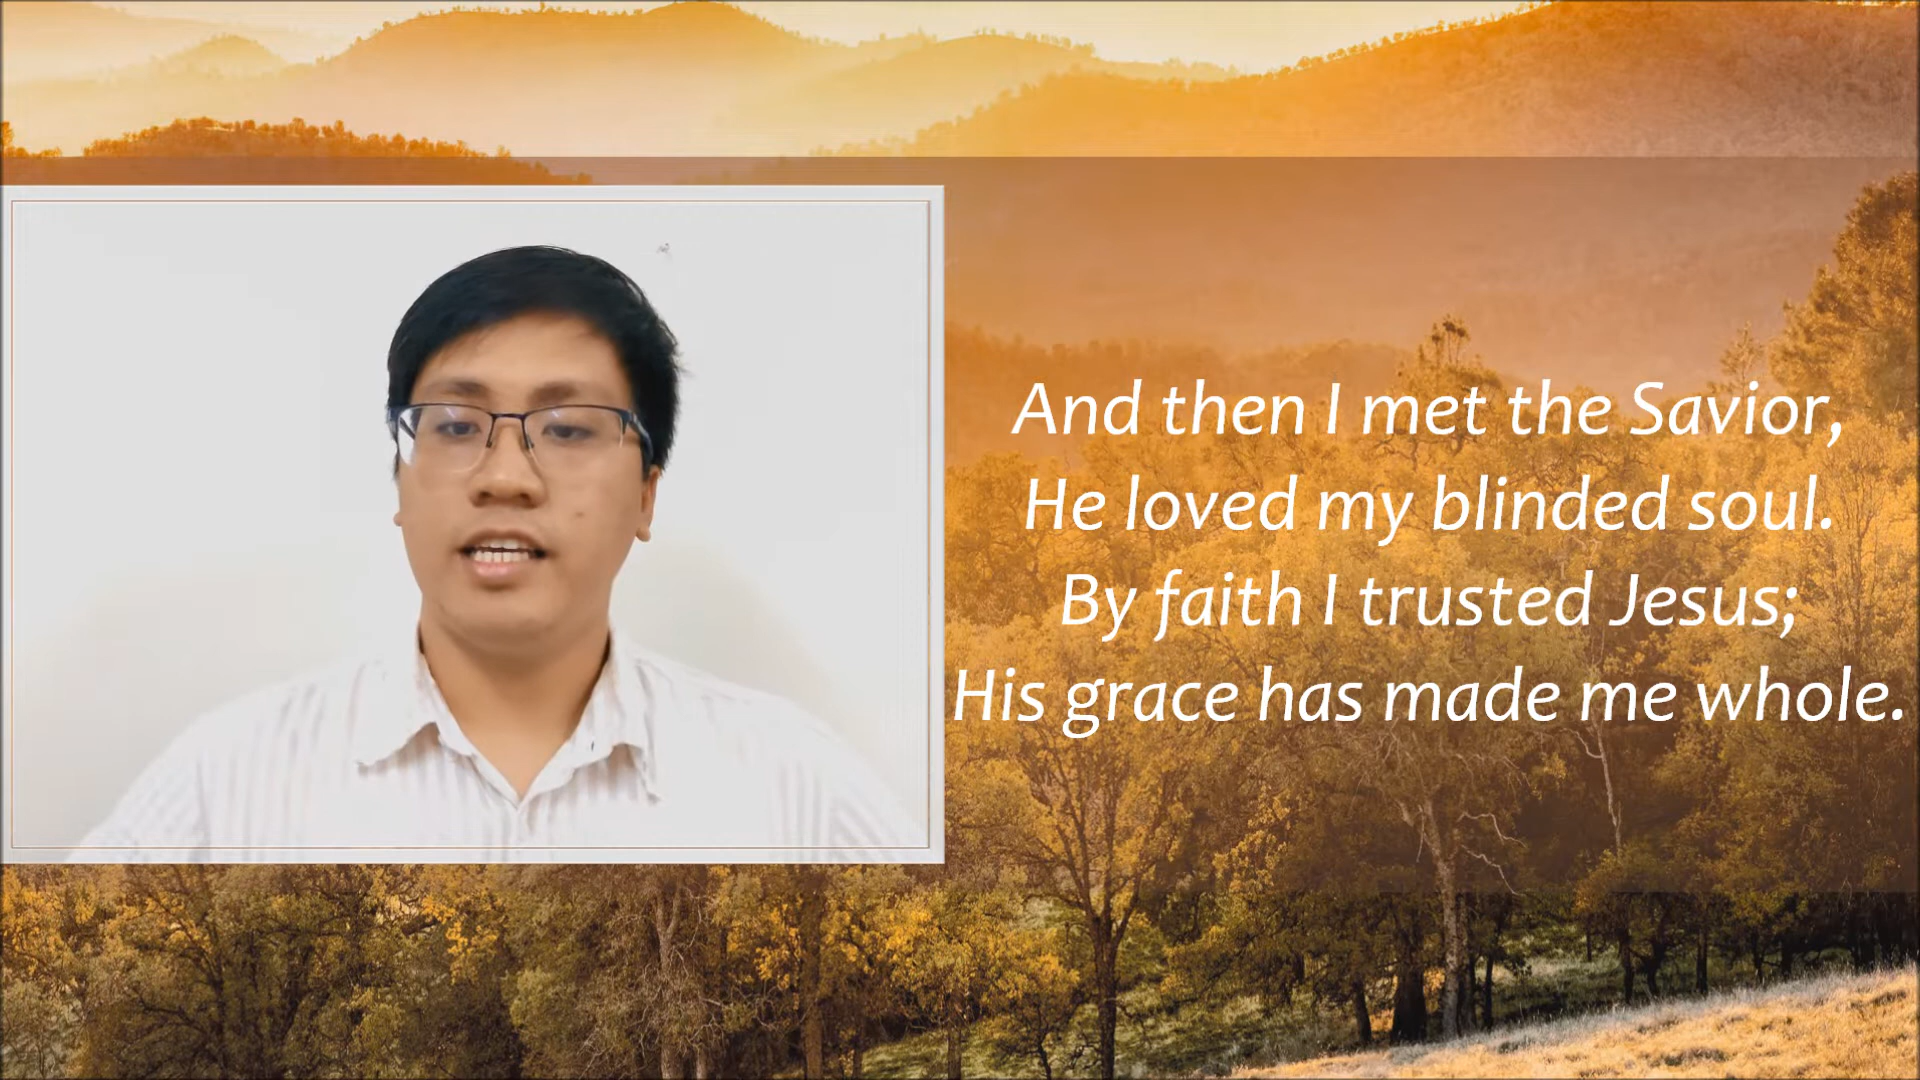 And then I met the Savior,
He loved my blinded soul.
By faith I trusted Jesus;
His grace has made me whole.